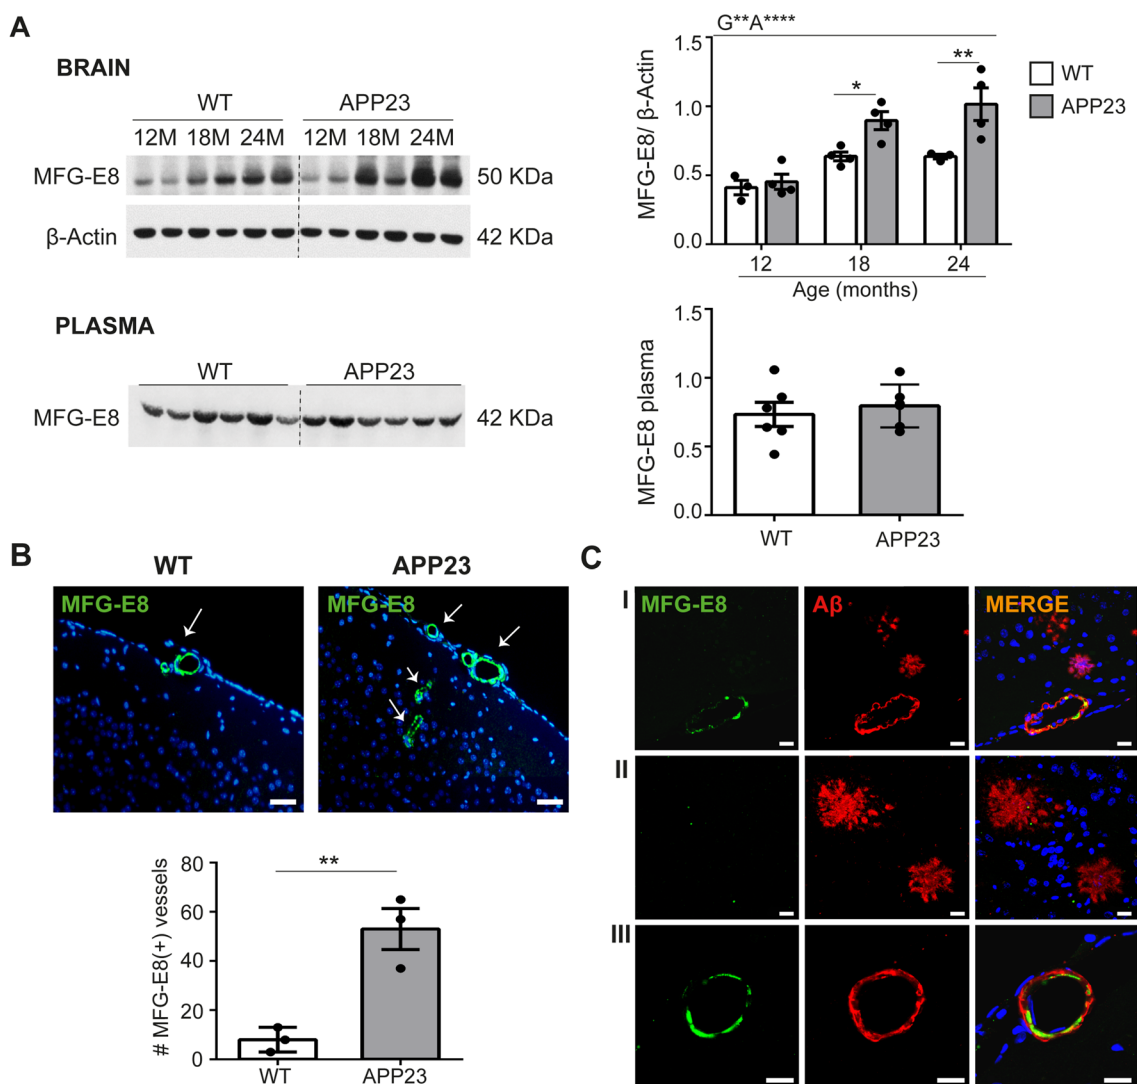 A
BRAIN
WT APP23
12M 18M 24M 12M 18M 24M
MFG-E8 50 KDa
β-Actin 42 KDa
G**A****
MFG-E8/ β-Actin
1.5
1.0
0.5
0.0
* **
12 18 24
Age (months)
WT
APP23
PLASMA
WT APP23
MFG-E8 42 KDa
MFG-E8 plasma
1.5
1.0
0.5
0.0
WT APP23
B
WT APP23
MFG-E8 MFG-E8
# MFG-E8(+) vessels
80
60
40
20
0
**
WT APP23
C
I MFG-E8 Aβ MERGE
II
III